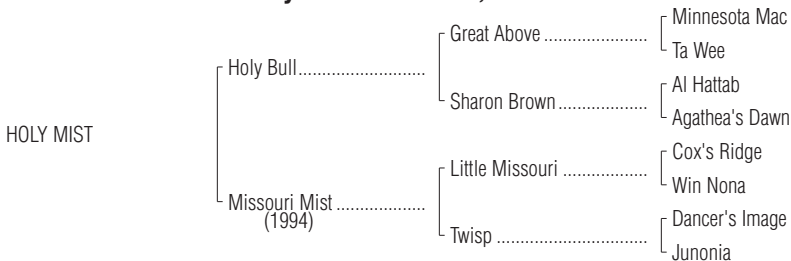 Minnesota Mac
Great Above ......................
Ta Wee
Holy Bull...........................
Al Hattab
Sharon Brown...................
Agathea's Dawn
HOLY MIST
Cox's Ridge
Little Missouri ..................
Win Nona
Missouri Mist ...................
(1994)
Dancer's Image
Twisp ................................
Junonia